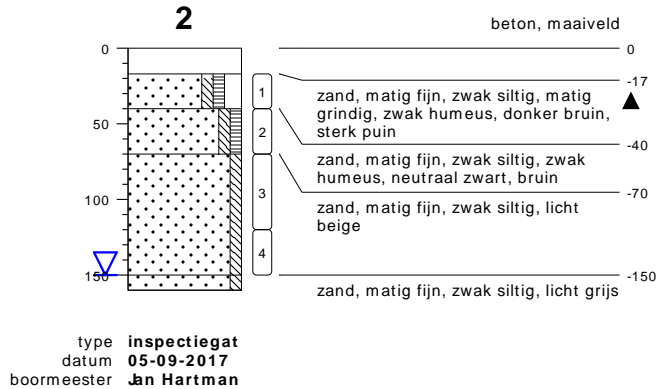 2
beton, maaiveld
0
0
-17
1
zand, matig fijn, zwak siltig, matig
grindig, zwak humeus, donker bruin,
sterk puin
50
2
-40
zand, matig fijn, zwak siltig, zwak
humeus, neutraal zwart, bruin
-70
100
3
zand, matig fijn, zwak siltig, licht
beige
4
150
-150
zand, matig fijn, zwak siltig, licht grijs
type inspectiegat
datum 05-09-2017
boormeester Jan Hartman